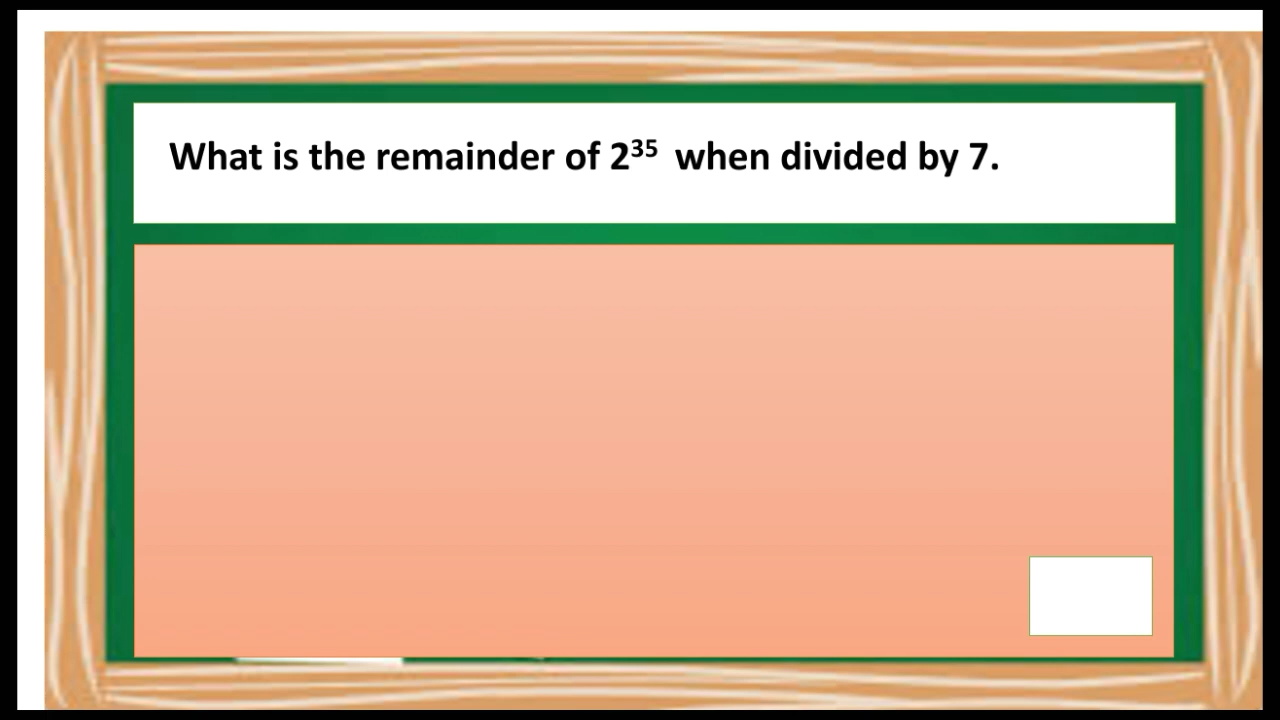 What is the remainder of 2³⁵ when divided by 7.